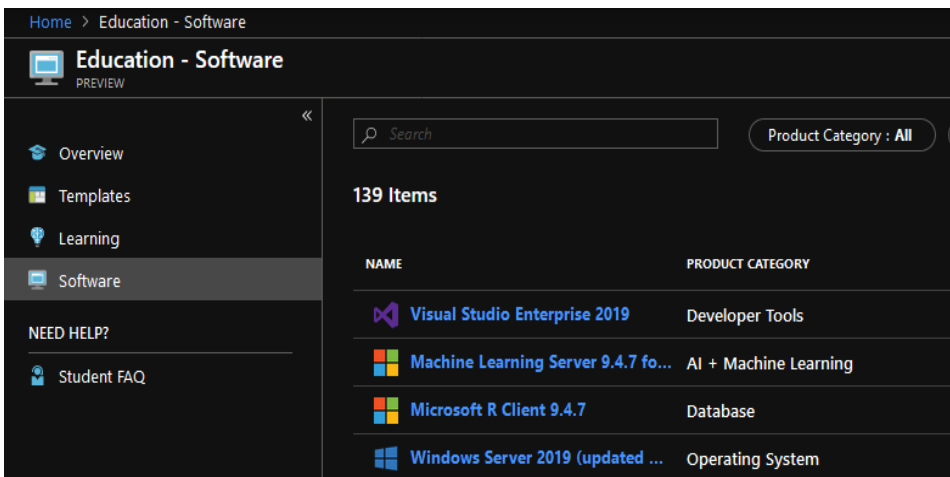 Home > Education - Software
Education - Software
PREVIEW
«
Overview
Templates
Learning
Software
NEED HELP?
Student FAQ
Search
Product Category : All
139 Items
NAME PRODUCT CATEGORY
Visual Studio Enterprise 2019 Developer Tools
Machine Learning Server 9.4.7 fo... AI + Machine Learning
Microsoft R Client 9.4.7 Database
Windows Server 2019 (updated ... Operating System